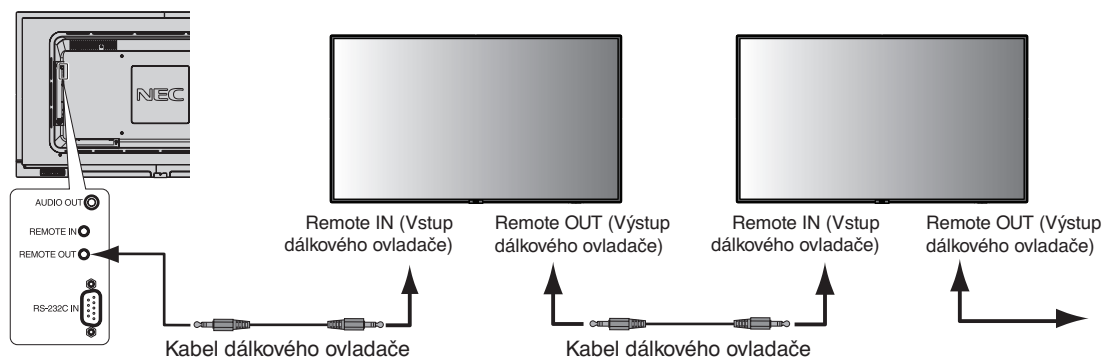 NEC
AUDIO OUT
REMOTE IN
REMOTE OUT
RS-232C IN
Remote IN (Vstup
dálkového ovladače)
Remote OUT (Výstup
dálkového ovladače)
Remote IN (Vstup
dálkového ovladače)
Remote OUT (Výstup
dálkového ovladače)
Kabel dálkového ovladače
Kabel dálkového ovladače